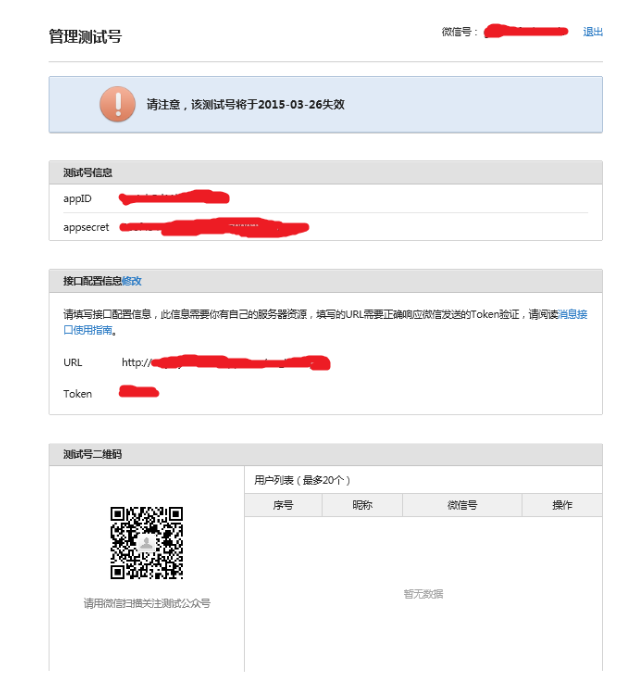 管理测试号
微信号： 退出
请注意，该测试号将于2015-03-26失效
测试号信息
appID
appsecret
接口配置信息修改
请填写接口配置信息，此信息需要你有自己的服务器资源，填写的URL需要正确响应微信发送的Token验证，请阅读消息接
口使用指南。
URL http://
Token
测试号二维码
用户列表（最多20个）
序号 昵称 微信号 操作
暂无数据
请用微信扫描关注测试公众号